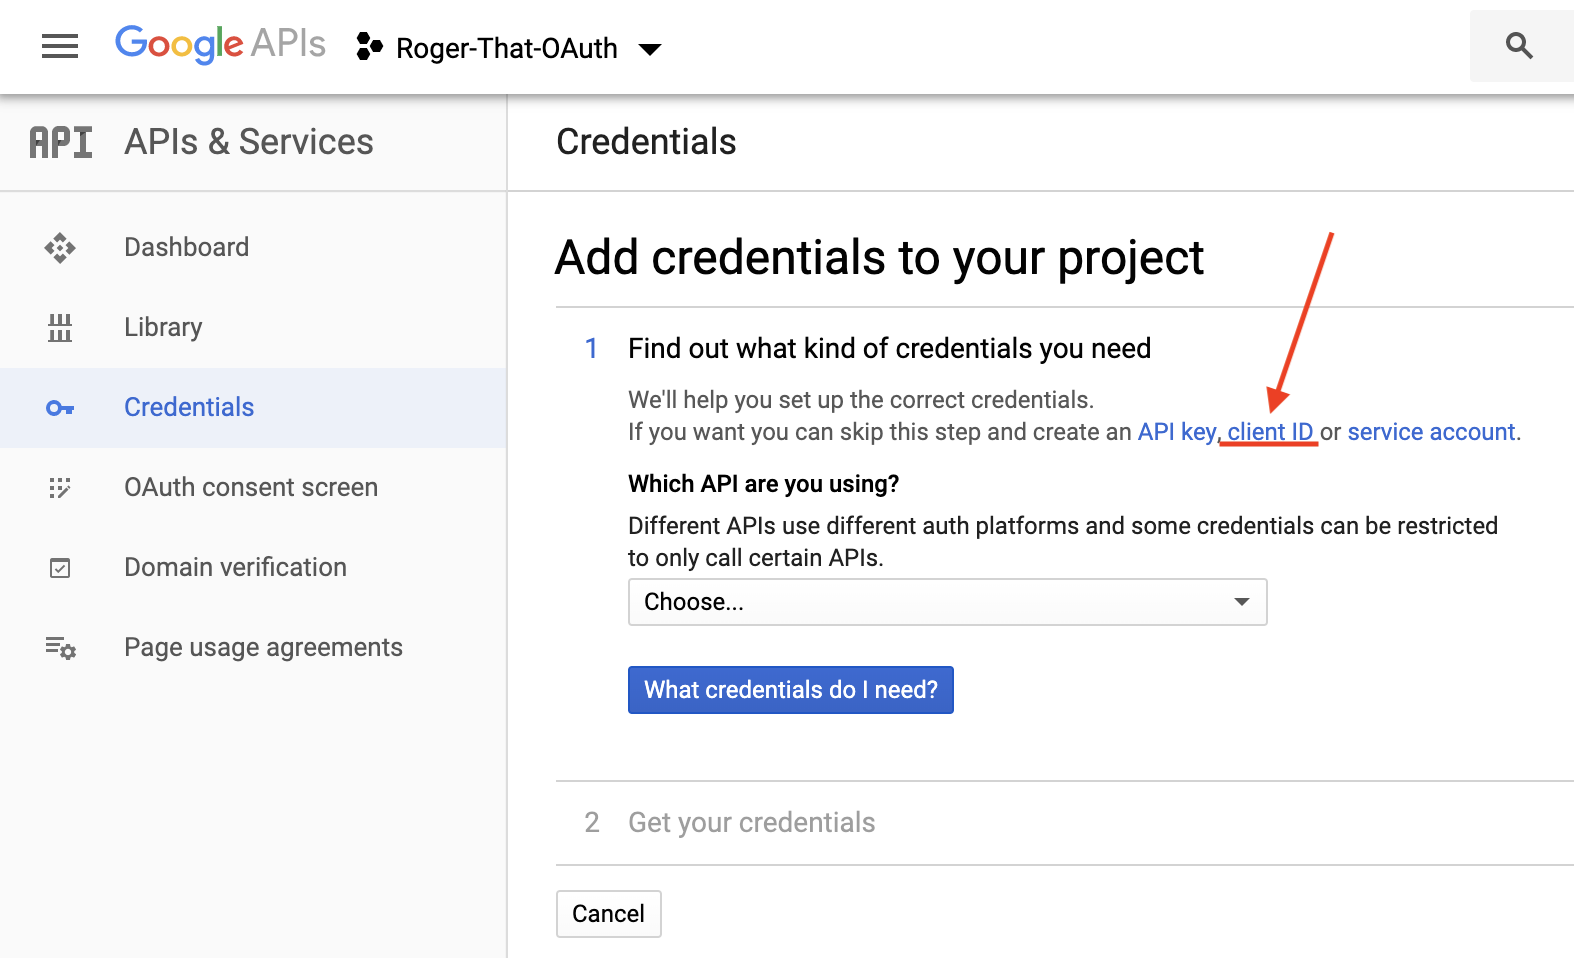 Google APIs Roger-That-OAuth
API APIs & Services
Credentials
Dashboard
Library
Credentials
OAuth consent screen
Domain verification
Page usage agreements
Add credentials to your project
1 Find out what kind of credentials you need
We'll help you set up the correct credentials.
If you want you can skip this step and create an API key, client ID or service account.
Which API are you using?
Different APIs use different auth platforms and some credentials can be restricted
to only call certain APIs.
Choose...
What credentials do I need?
2 Get your credentials
Cancel